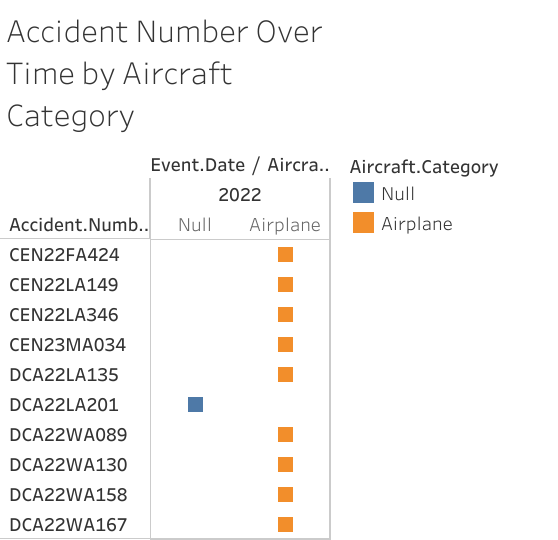 Accident Number Over
Time by Aircraft
Category
Event.Date / Aircra.. Aircraft.Category
2022 Null
Accident.Numb.. Null Airplane Airplane
CEN22FA424
CEN22LA149
CEN22LA346
CEN23MA034
DCA22LA135
DCA22LA201
DCA22WA089
DCA22WA130
DCA22WA158
DCA22WA167